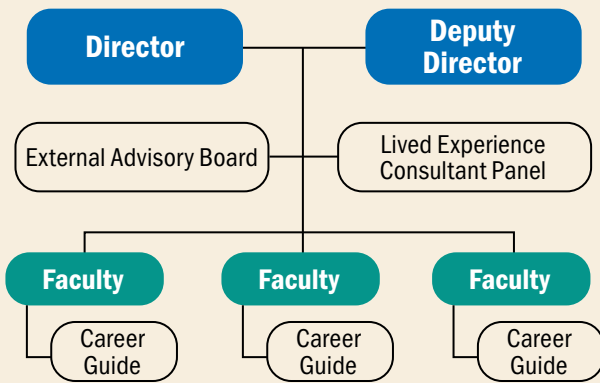 Director
Deputy
Director
External Advisory Board
Lived Experience
Consultant Panel
Faculty
Faculty
Faculty
Career
Guide
Career
Guide
Career
Guide